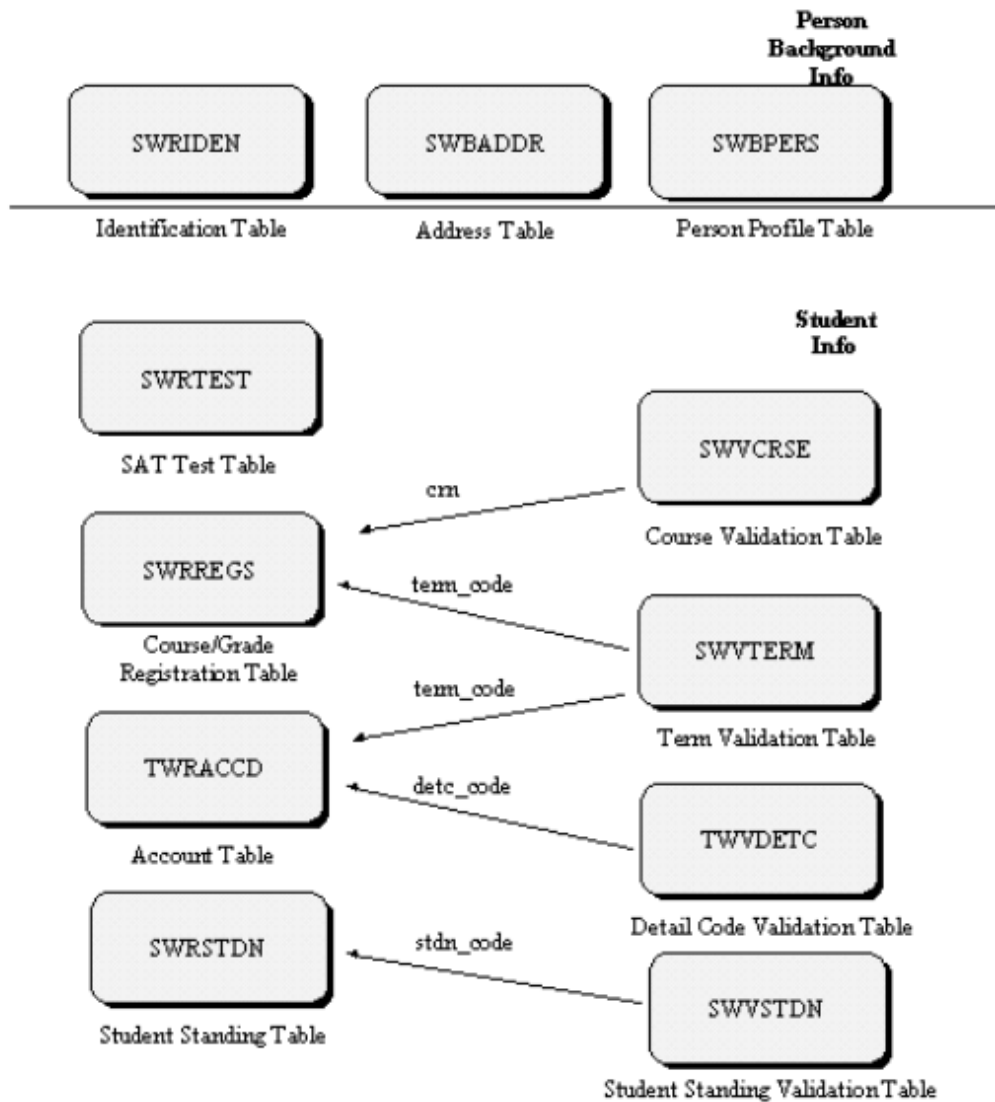 Person
Background
Info
SWRIDEN
SWBADDR
SWBPERS
Identification Table
Address Table
Person Profile Table
Student
Info
SWRTEST
SAT Test Table
SWVCRSE
Course Validation Table
crn
SWRREGS
Course/Grade
Registration Table
term_code
SWVTERM
Term Validation Table
term_code
TWRACCD
Account Table
detc_code
TWVDETC
Detail Code Validation Table
SWRSTDN
Student Standing Table
stdn_code
SWVSTDN
Student Standing Validation Table